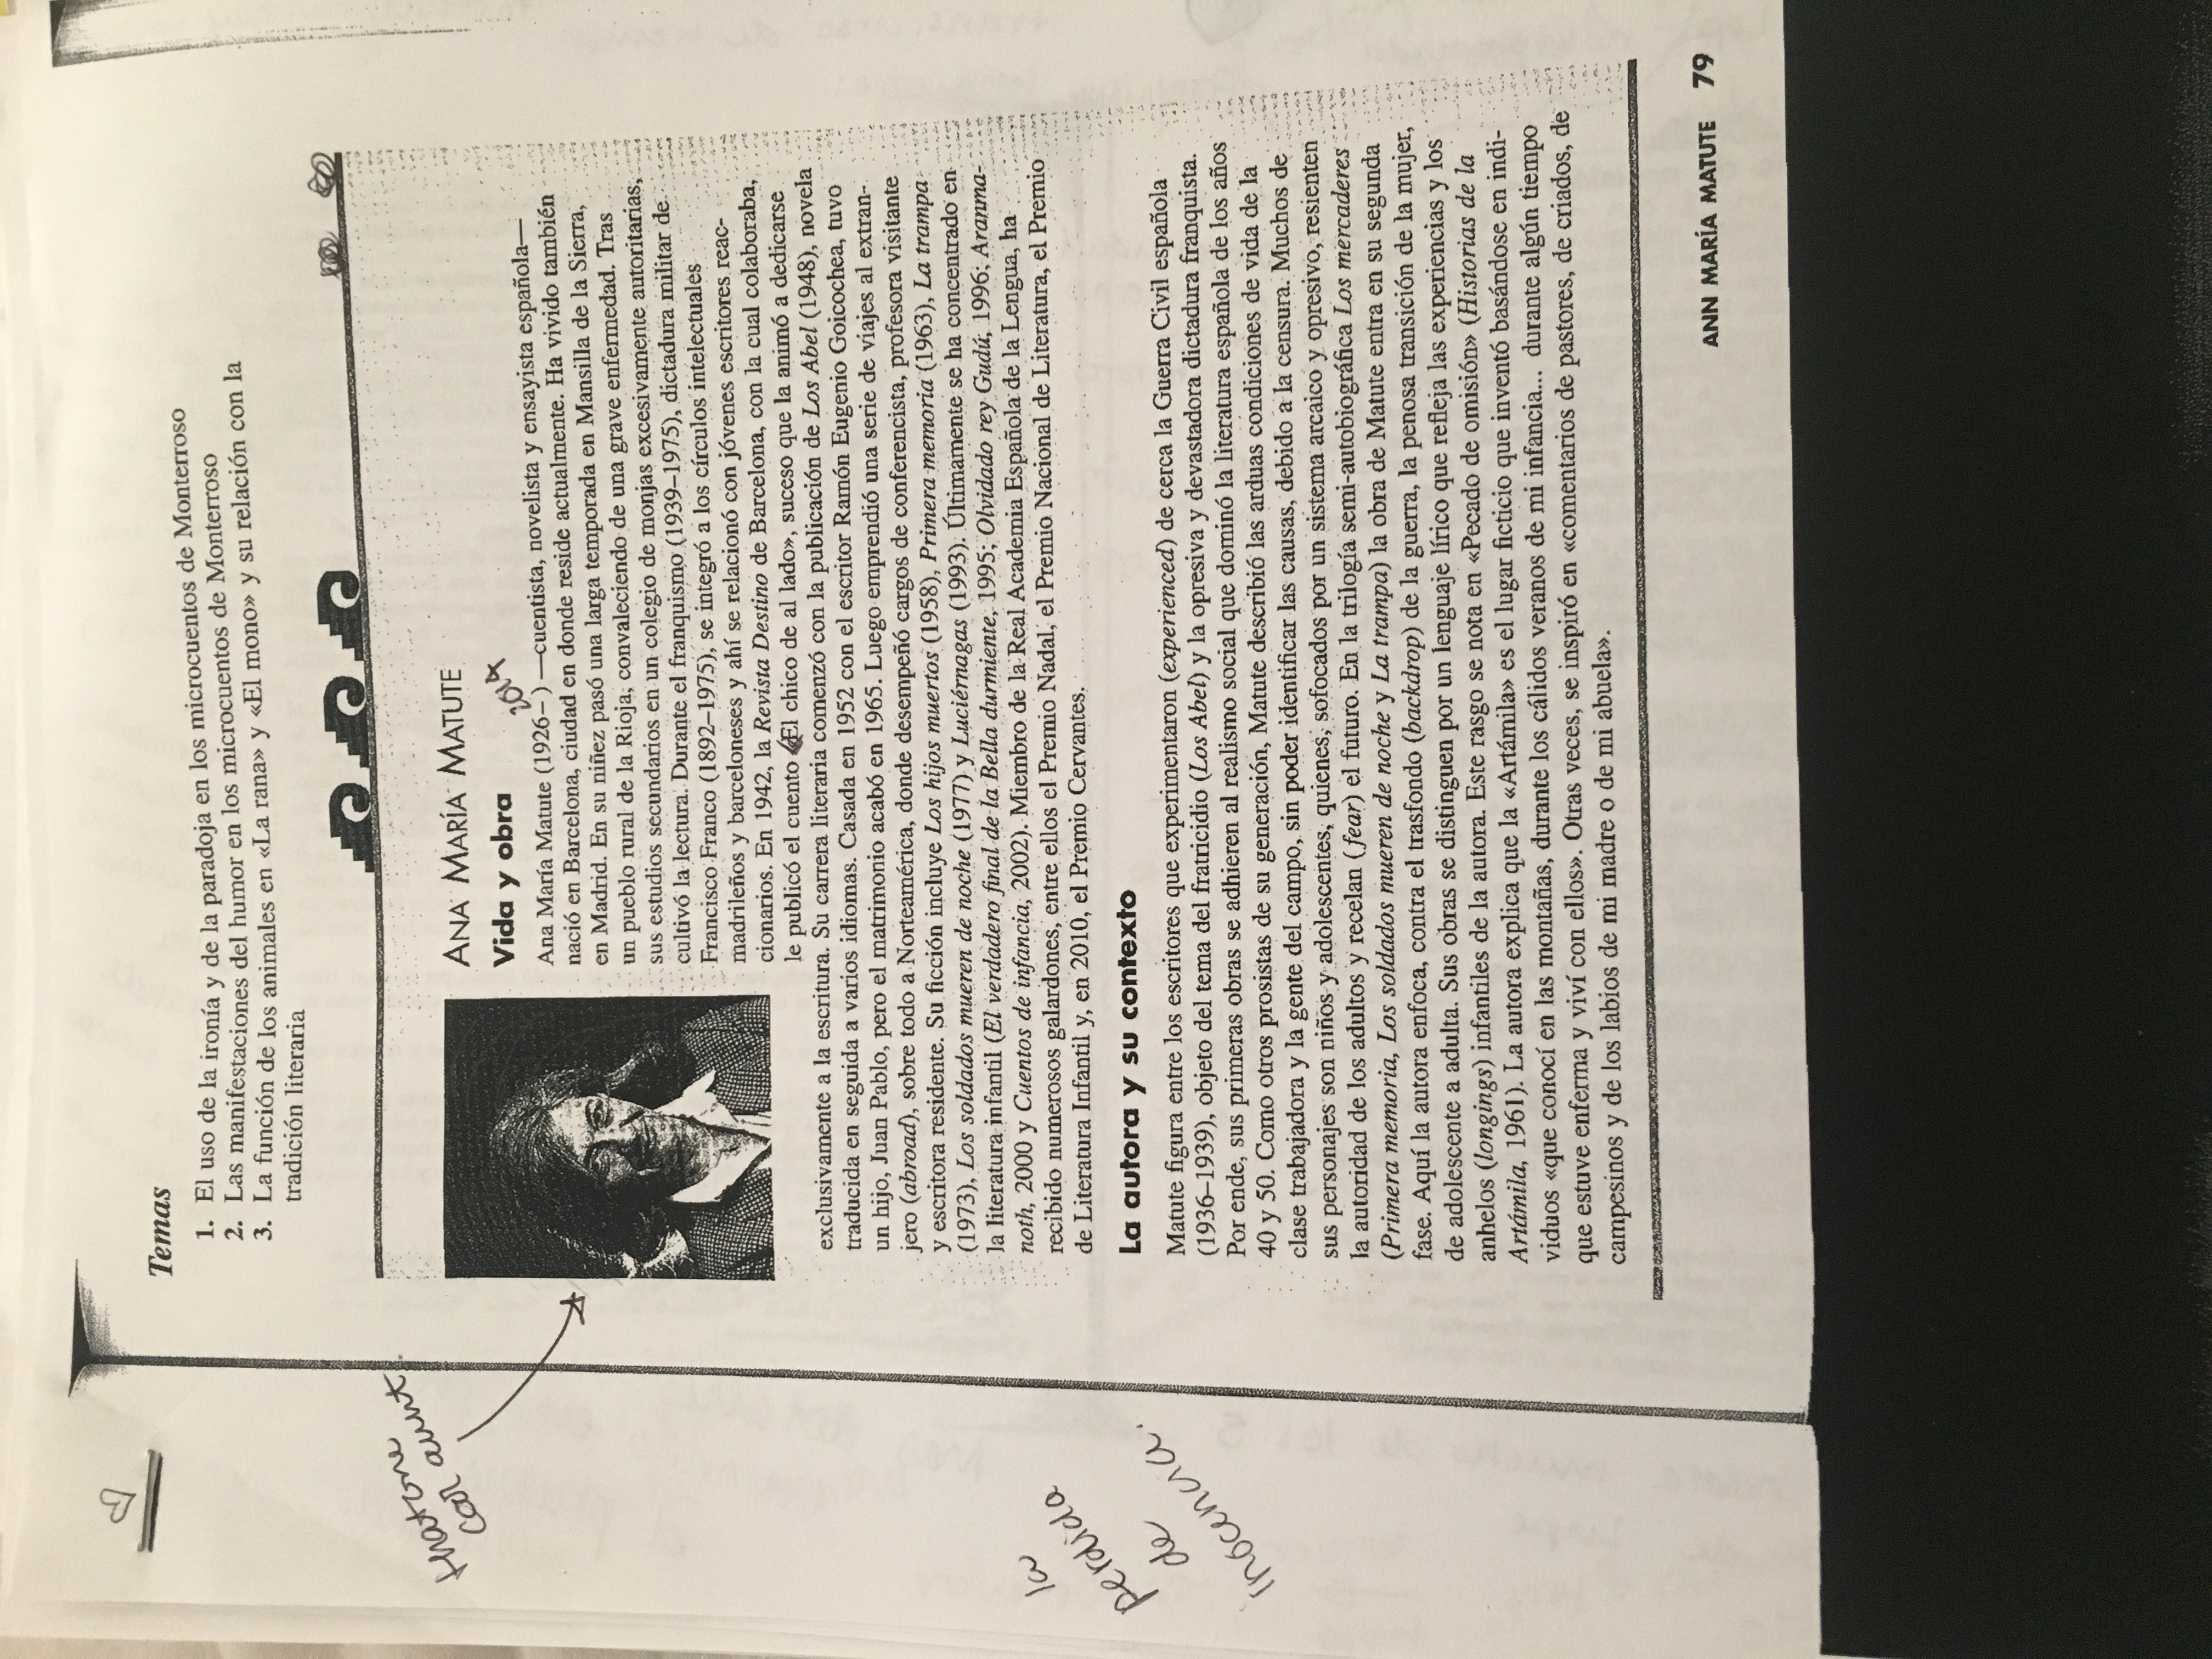 Temas
1. El uso de la ironía y de la paradoja en los microcuentos de Monterroso
2. Las manifestaciones del humor en los microcuentos de Monterroso
3. La función de los animales en «La rana» y «El mono» y su relación con la
tradición literaria
that one
cool aunt
ANA MARÍA MATUTE
Vida y obra
2014
Ana María Matute (1926– ) —cuentista, novelista y ensayista española—
nació en Barcelona, ciudad en donde reside actualmente. Ha vivido también
en Madrid. En su niñez pasó una larga temporada en Mansilla de la Sierra,
un pueblo rural de la Rioja, convaleciendo de una grave enfermedad. Tras
sus estudios secundarios en un colegio de monjas excesivamente autoritarias,
cultivó la lectura. Durante el franquismo (1939–1975), dictadura militar de
Francisco Franco (1892–1975), se integró a los círculos intelectuales
madrileños y barceloneses y ahí se relacionó con jóvenes escritores reac-
cionarios. En 1942, la Revista Destino de Barcelona, con la cual colaboraba,
le publicó el cuento «El chico de al lado», suceso que la animó a dedicarse
exclusivamente a la escritura. Su carrera literaria comenzó con la publicación de Los Abel (1948), novela
traducida en seguida a varios idiomas. Casada en 1952 con el escritor Ramón Eugenio Goicochea, tuvo
un hijo, Juan Pablo, pero el matrimonio acabó en 1965. Luego emprendió una serie de viajes al extran-
jero (abroad), sobre todo a Norteamérica, donde desempeñó cargos de conferencista, profesora visitante
y escritora residente. Su ficción incluye Los hijos muertos (1958), Primera memoria (1963), La trampa
(1973), Los soldados mueren de noche (1977) y Luciérnagas (1993). Últimamente se ha concentrado en
la literatura infantil (El verdadero final de la Bella durmiente, 1995; Olvidado rey Gudú, 1996; Aranma-
noth, 2000 y Cuentos de infancia, 2002). Miembro de la Real Academia Española de la Lengua, ha
recibido numerosos galardones, entre ellos el Premio Nadal, el Premio Nacional de Literatura, el Premio
de Literatura Infantil y, en 2010, el Premio Cervantes.
la
perdida
de
inocencia.
La autora y su contexto
Matute figura entre los escritores que experimentaron (experienced) de cerca la Guerra Civil española
(1936–1939), objeto del tema del fratricidio (Los Abel) y la opresiva y devastadora dictadura franquista.
Por ende, sus primeras obras se adhieren al realismo social que dominó la literatura española de los años
40 y 50. Como otros prosistas de su generación, Matute describió las arduas condiciones de vida de la
clase trabajadora y la gente del campo, sin poder identificar las causas, debido a la censura. Muchos de
sus personajes son niños y adolescentes, quienes, sofocados por un sistema arcaico y opresivo, resienten
la autoridad de los adultos y recelan (fear) el futuro. En la trilogía semi-autobiográfica Los mercaderes
(Primera memoria, Los soldados mueren de noche y La trampa) la obra de Matute entra en su segunda
fase. Aquí la autora enfoca, contra el trasfondo (backdrop) de la guerra, la penosa transición de la mujer,
de adolescente a adulta. Sus obras se distinguen por un lenguaje lírico que refleja las experiencias y los
anhelos (longings) infantiles de la autora. Este rasgo se nota en «Pecado de omisión» (Historias de la
Artámila, 1961). La autora explica que la «Artámila» es el lugar ficticio que inventó basándose en indi-
viduos «que conocí en las montañas, durante los cálidos veranos de mi infancia... durante algún tiempo
que estuve enferma y viví con ellos». Otras veces, se inspiró en «comentarios de pastores, de criados, de
campesinos y de los labios de mi madre o de mi abuela».
ANN MARÍA MATUTE 79